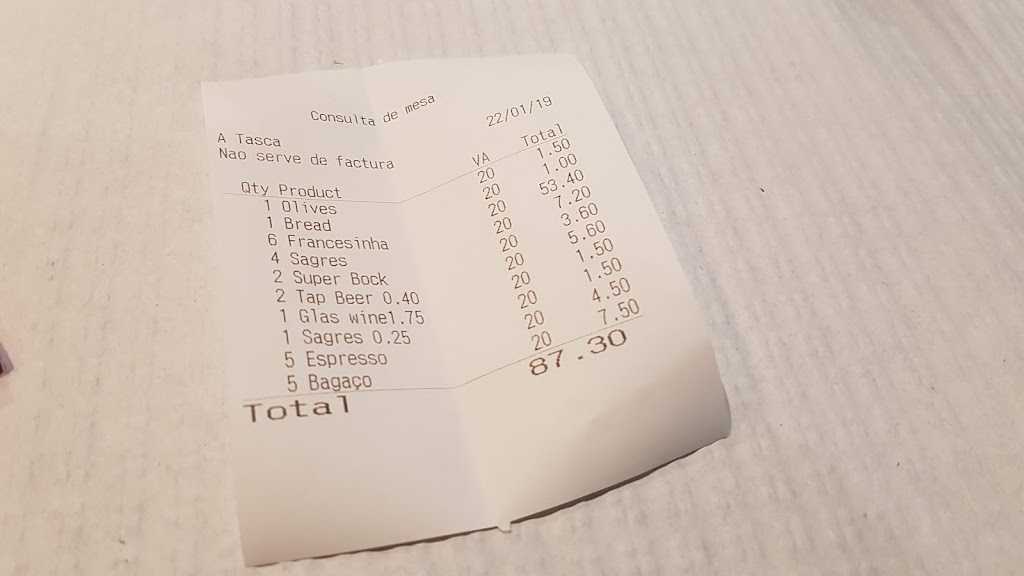 Consulta de mesa
22/01/19
A Tasca
Nao serve de factura
Qty Product VA Total
1 Olives 20 1.50
1 Bread 20 1.00
6 Francesinha 20 53.40
4 Sagres 20 7.20
2 Super Bock 20 3.60
2 Tap Beer 0.40 20 5.60
1 Glas wine1.75 20 1.50
1 Sagres 0.25 20 1.50
5 Espresso 20 4.50
5 Bagaço 20 7.50
Total 87.30